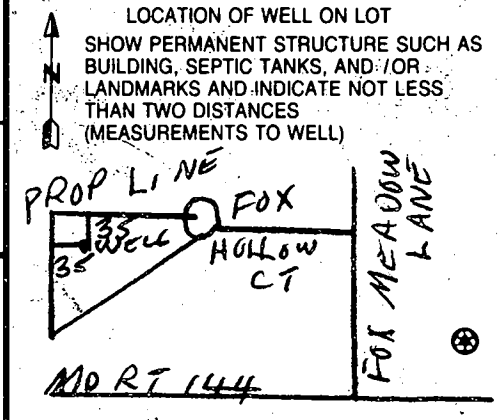 LOCATION OF WELL ON LOT
SHOW PERMANENT STRUCTURE SUCH AS
BUILDING, SEPTIC TANKS, AND /OR
LANDMARKS AND INDICATE NOT LESS
THAN TWO DISTANCES
(MEASUREMENTS TO WELL)
N
PROP LINE
FOX
HOLLOW
CT
35
WELL
35
FOX MEADOW
LANE
MD RT 144